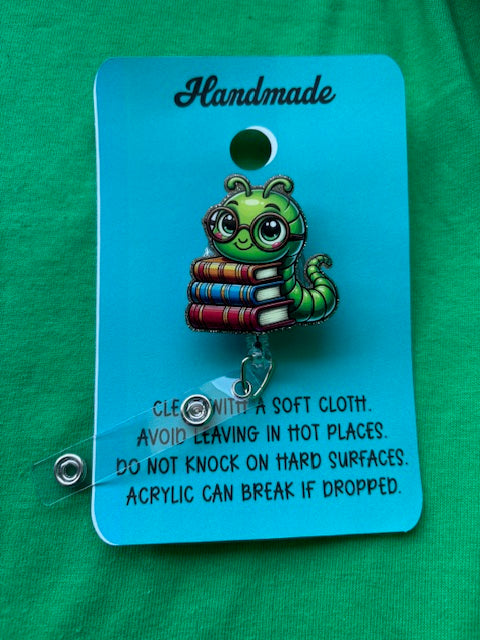 Handmade
CLE WITH A SOFT CLOTH.
AVOID LEAVING IN HOT PLACES.
DO NOT KNOCK ON HARD SURFACES.
ACRYLIC CAN BREAK IF DROPPED.